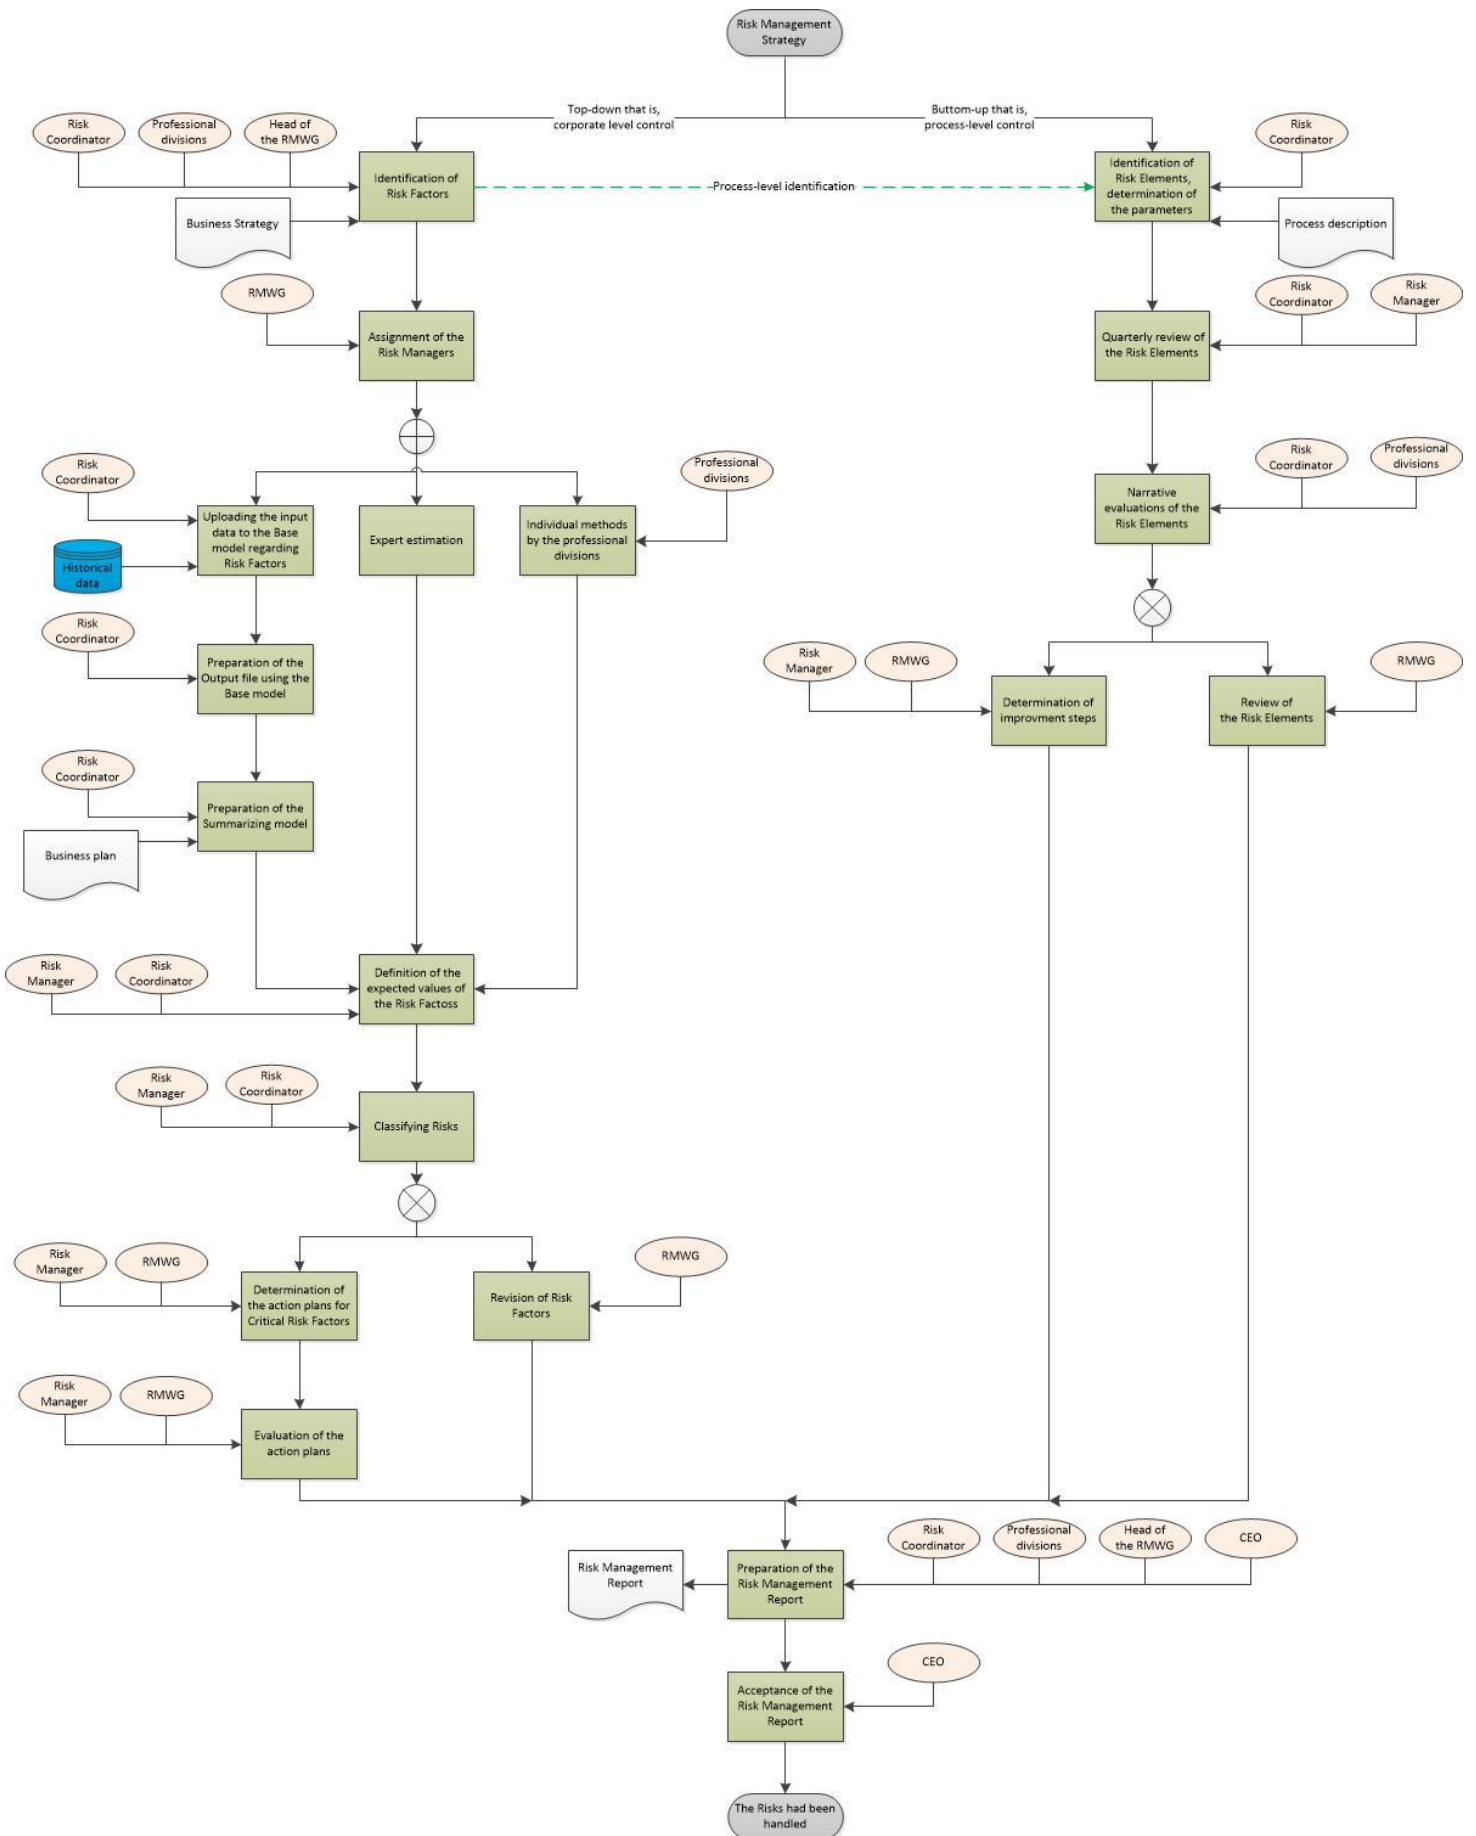 Risk Management
Strategy
Top-down that is,
corporate level control
Buttom-up that is,
process-level control
Risk
Coordinator
Professional
divisions
Head of
the RMWG
Risk
Coordinator
Identification of
Risk Factors
Process-level identification
Identification of
Risk Elements,
determination of
the parameters
Business Strategy
Process description
RMWG
Risk
Coordinator
Risk
Manager
Assignment of the
Risk Managers
Quarterly review of
the Risk Elements
Risk
Coordinator
Professional
divisions
Risk
Coordinator
Professional
divisions
Uploading the input
data to the Base
model regarding
Risk Factors
Expert estimation
Individual methods
by the professional
divisions
Narrative
evaluations of the
Risk Elements
Historical
data
Risk
Coordinator
Preparation of the
Output file using the
Base model
Risk
Manager
RMWG
RMWG
Determination of
improvment steps
Review of
the Risk Elements
Risk
Coordinator
Preparation of the
Summarizing model
Business plan
Risk
Manager
Risk
Coordinator
Definition of the
expected values of
the Risk Factoss
Risk
Manager
Risk
Coordinator
Classifying Risks
Risk
Manager
RMWG
RMWG
Determination of
the action plans for
Critical Risk Factors
Revision of Risk
Factors
Risk
Manager
RMWG
Evaluation of the
action plans
Risk
Coordinator
Professional
divisions
Head of
the RMWG
CEO
Risk Management
Report
Preparation of the
Risk Management
Report
CEO
Acceptance of the
Risk Management
Report
The Risks had been
handled